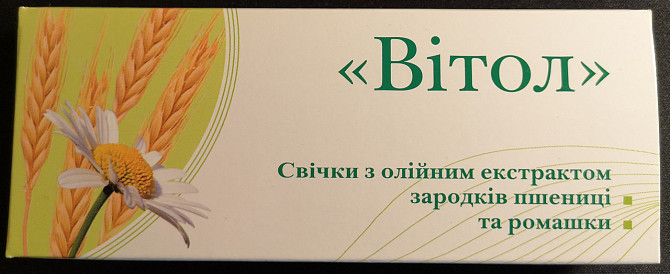 «Вітол»
Свічки з олійним екстрактом
зародків пшениці
та ромашки